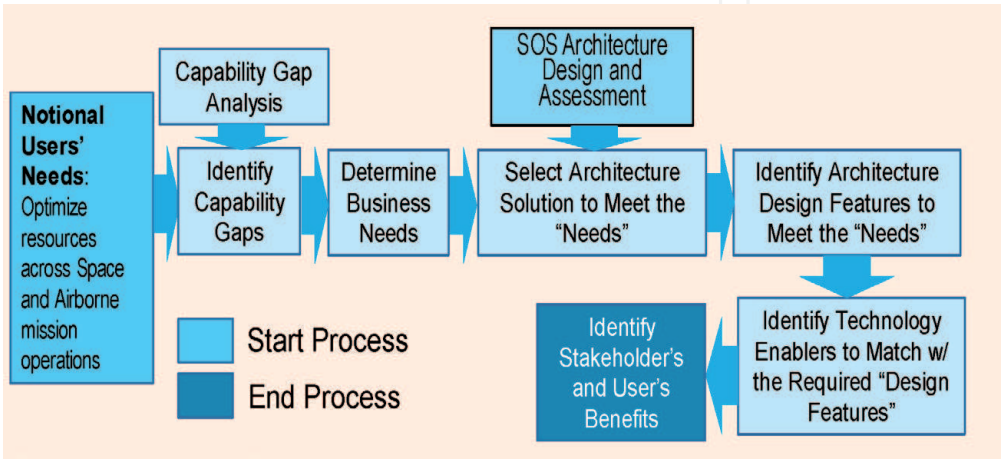 Notional
Users'
Needs:
Optimize
resources
across Space
and Airborne
mission
operations
Capability Gap
Analysis
Identify
Capability
Gaps
Determine
Business
Needs
SOS Architecture
Design and
Assessment
Select Architecture
Solution to Meet the
“Needs”
Identify Architecture
Design Features to
Meet the “Needs”
Identify Technology
Enablers to Match w/
the Required “Design
Features”
Identify
Stakeholder's
and User's
Benefits
Start Process
End Process